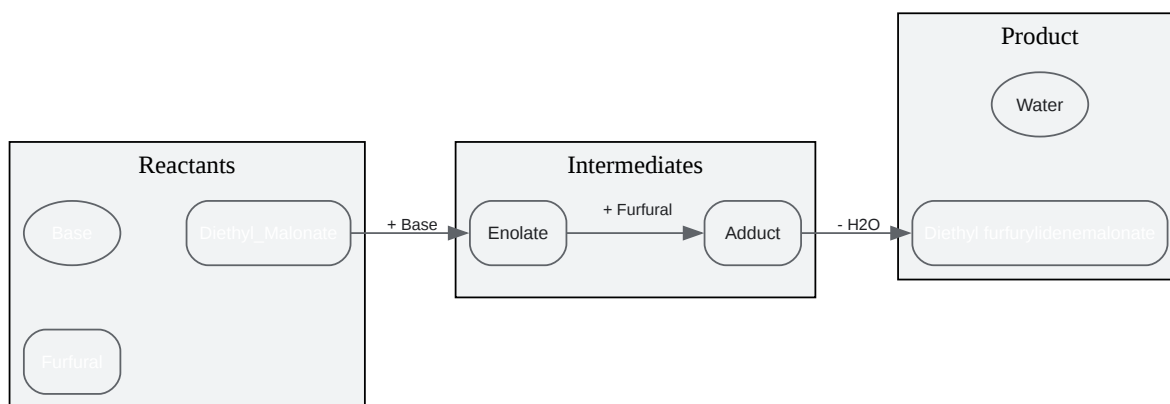 Reactants
Base
Diethyl_Malonate
Furfural
+ Base
Intermediates
Enolate
+ Furfural
Adduct
- H2O
Product
Water
Diethyl furfurylidenemalonate